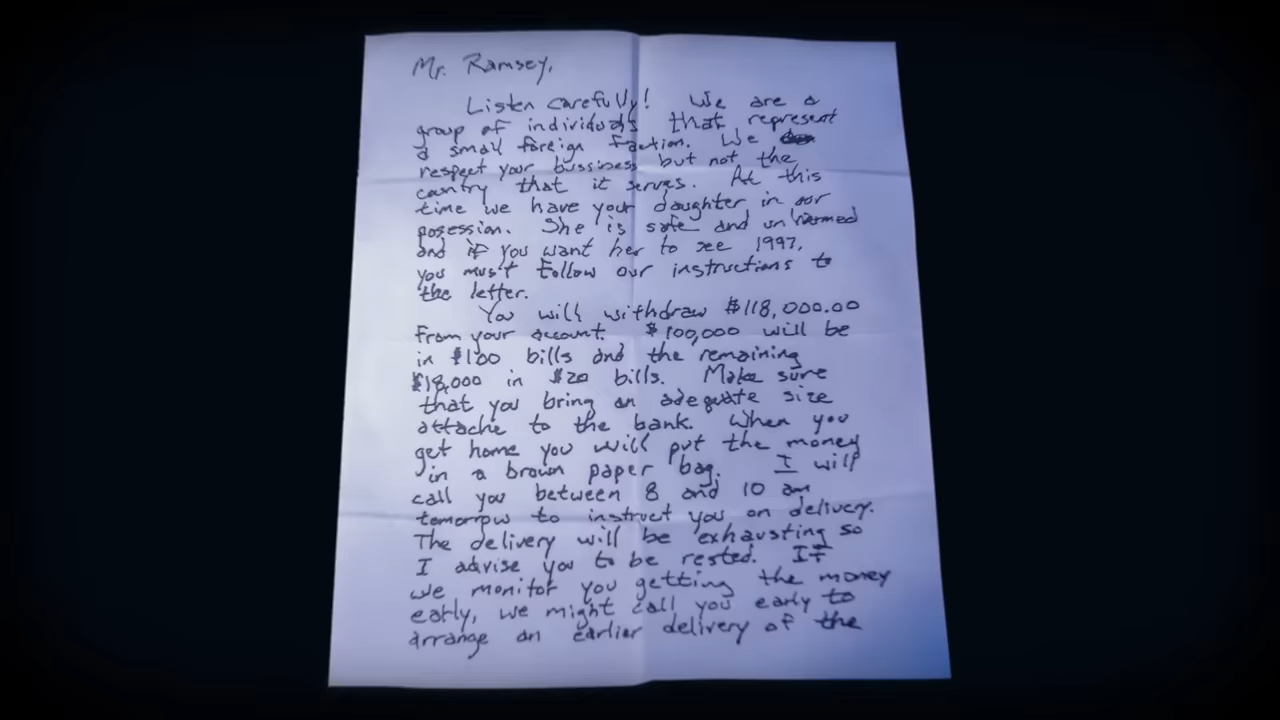 Mr. Ramsey,
Listen carefully! We are a
group of individuals that represent
a small foreign faction. We
respect your bussiness but not the
country that it serves. At this
time we have your daughter in our
posession. She is safe and unharmed
and if you want her to see 1997,
you must follow our instructions to
the letter.
You will withdraw $118,000.00
from your account. $100,000 will be
in $100 bills and the remaining
$18,000 in $20 bills. Make sure
that you bring an adequate size
attache to the bank. When you
get home you will put the money
in a brown paper bag. I will
call you between 8 and 10 am
tomorrow to instruct you on delivery.
The delivery will be exhausting so
I advise you to be rested. If
we monitor you getting the money
early, we might call you early to
arrange an earlier delivery of the